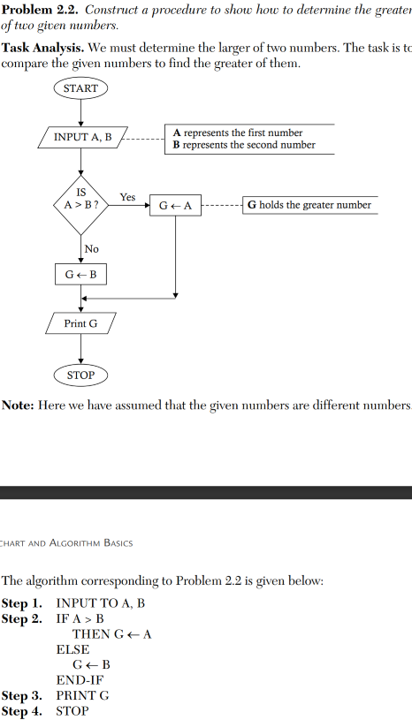 Problem 2.2. Construct a procedure to show how to determine the greater
of two given numbers.
Task Analysis. We must determine the larger of two numbers. The task is to
compare the given numbers to find the greater of them.
START
INPUT A, B
A represents the first number
B represents the second number
IS
A > B ?
Yes
G ← A
G holds the greater number
No
G ← B
Print G
STOP
Note: Here we have assumed that the given numbers are different numbers.
CHART AND ALGORITHM BASICS
The algorithm corresponding to Problem 2.2 is given below:
Step 1. INPUT TO A, B
Step 2. IF A > B
THEN G ← A
ELSE
G ← B
END-IF
Step 3. PRINT G
Step 4. STOP